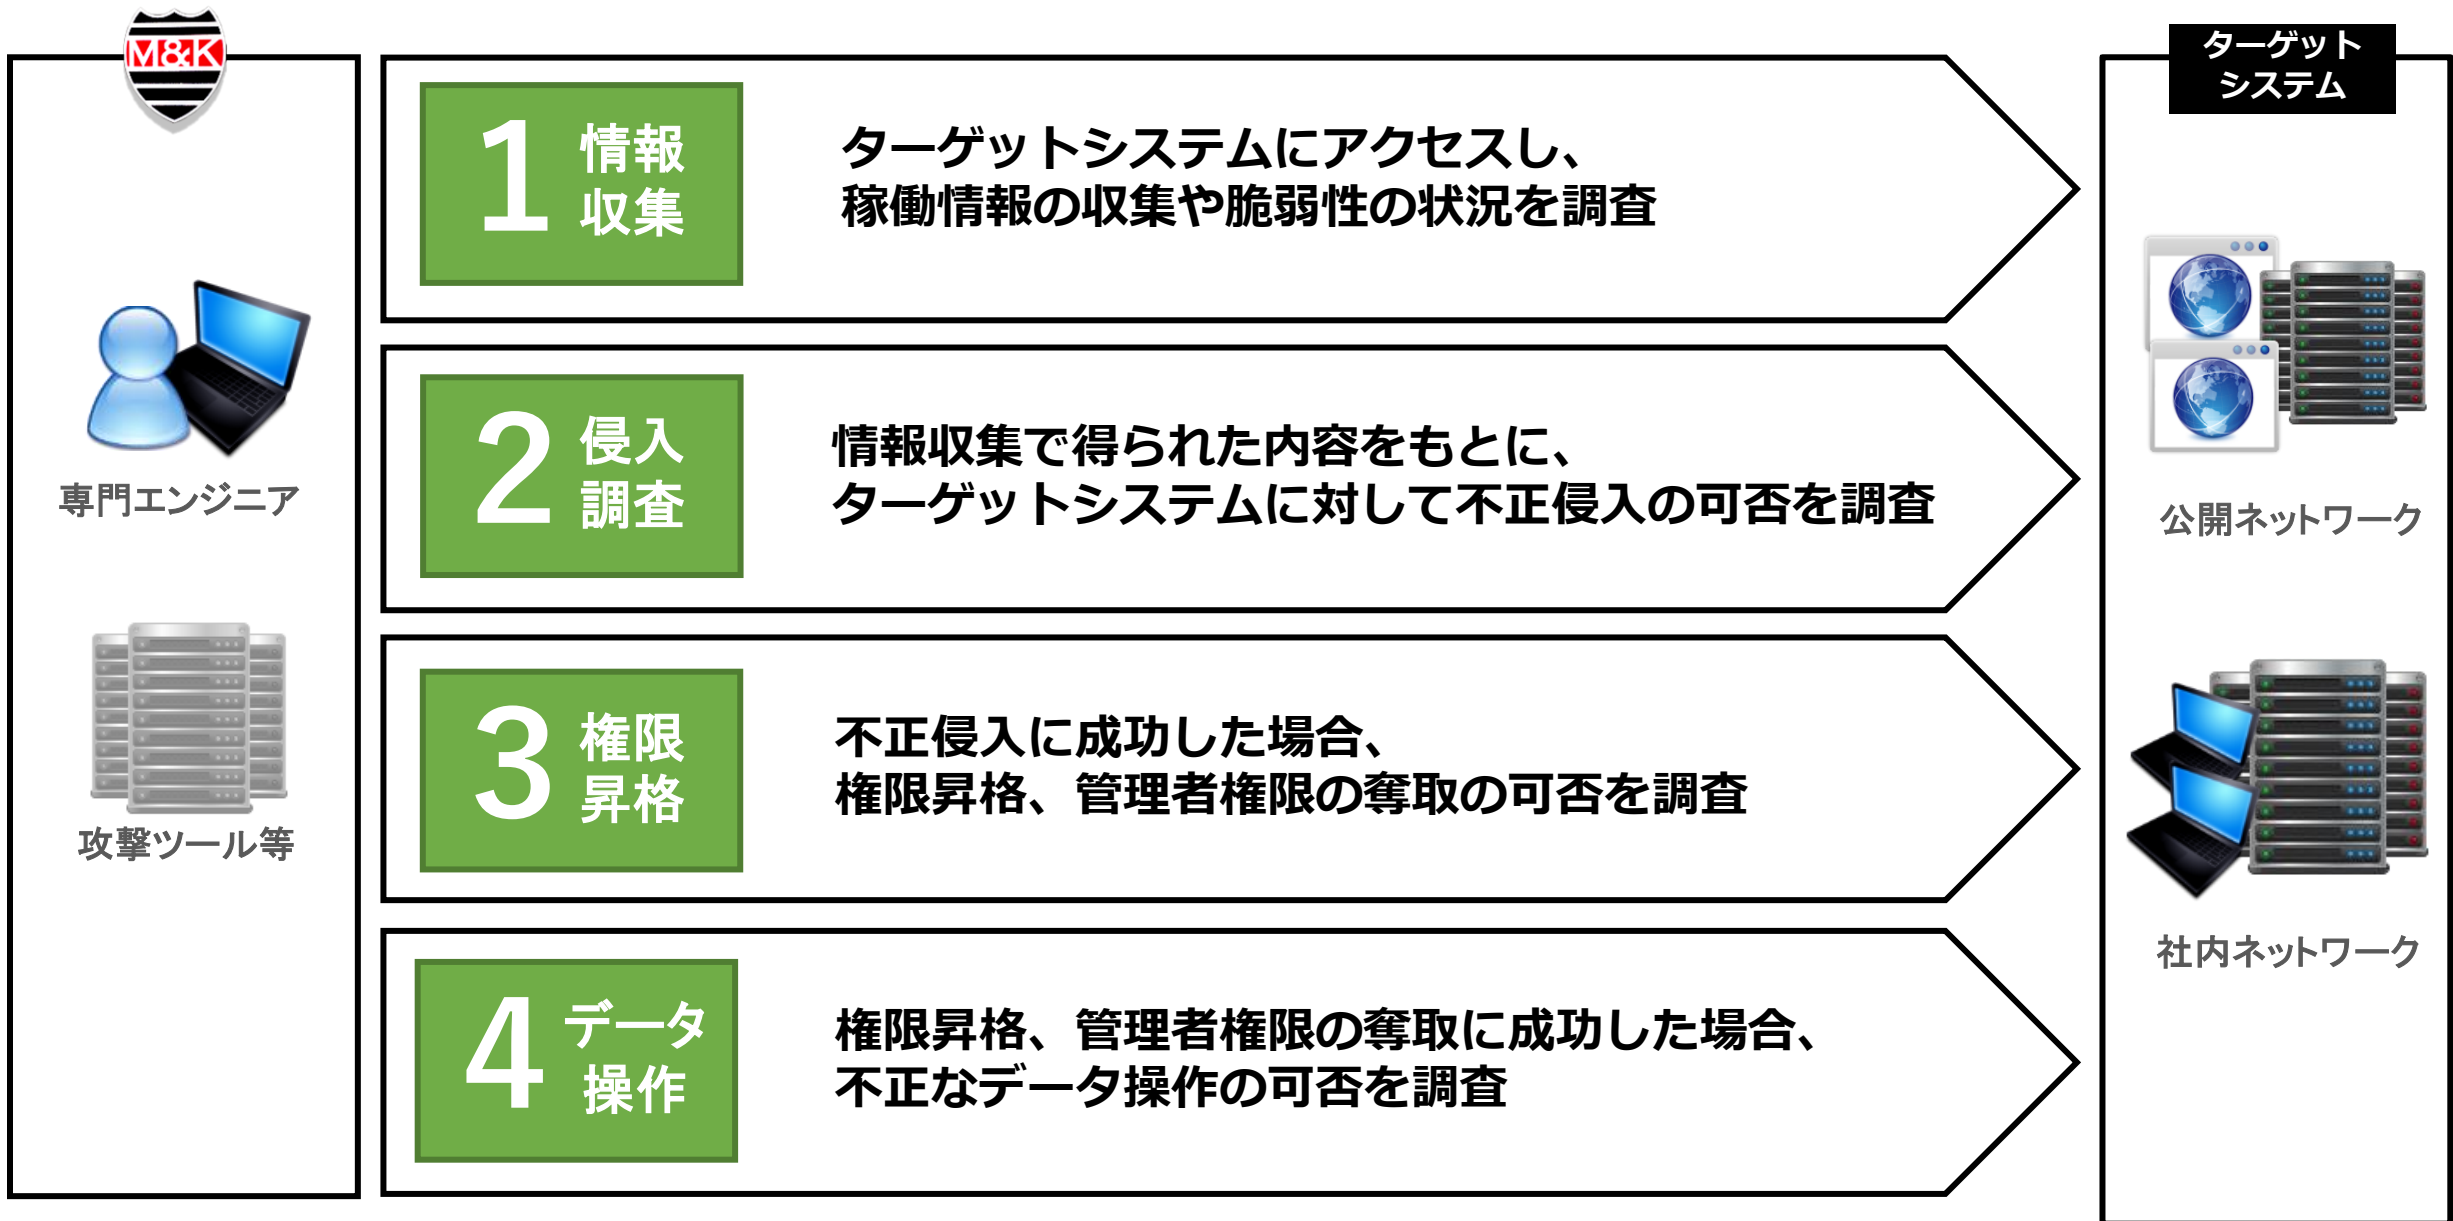 M&K
専門エンジニア
攻撃ツール等
1
情報
収集
ターゲットシステムにアクセスし、
稼働情報の収集や脆弱性の状況を調査
2
侵入
調査
情報収集で得られた内容をもとに、
ターゲットシステムに対して不正侵入の可否を調査
3
権限
昇格
不正侵入に成功した場合、
権限昇格、管理者権限の奪取の可否を調査
4
データ
操作
権限昇格、管理者権限の奪取に成功した場合、
不正なデータ操作の可否を調査
ターゲット
システム
公開ネットワーク
社内ネットワーク